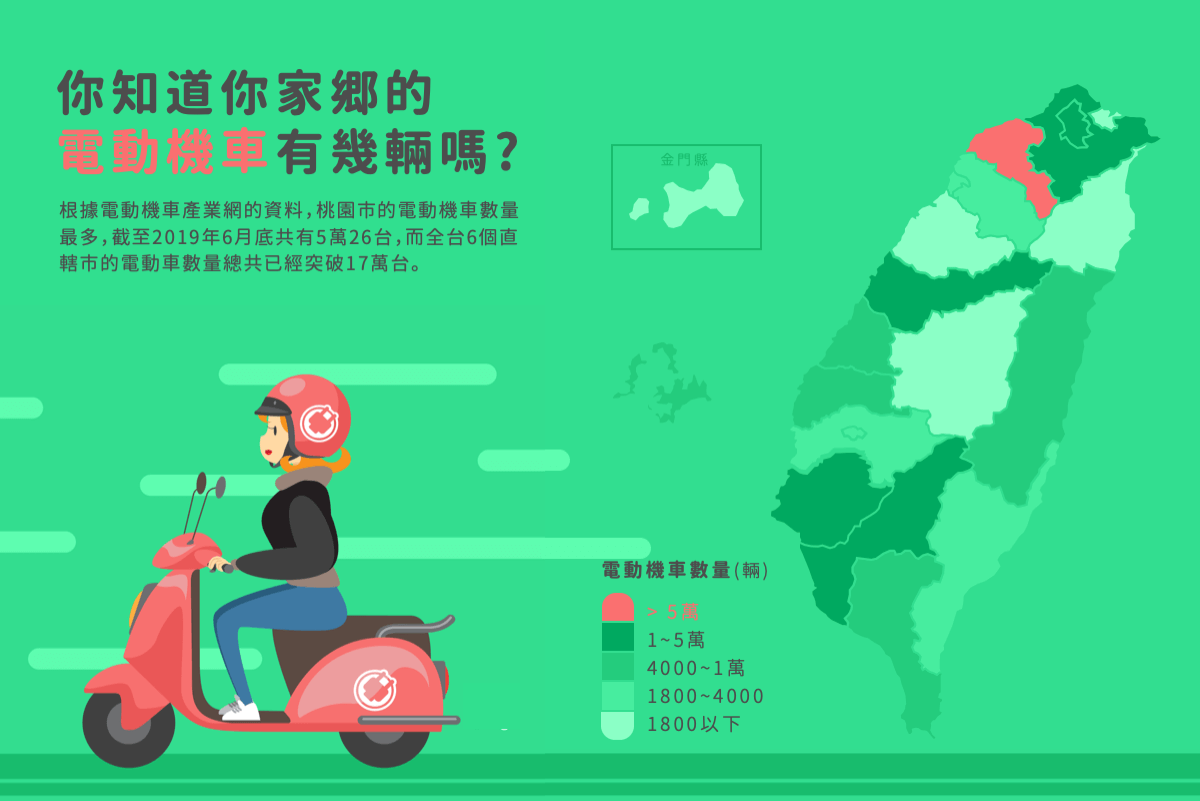 你知道你家鄉的
電動機車有幾輛嗎?
根據電動機車產業網的資料,桃園市的電動機車數量
最多,截至2019年6月底共有5萬26台,而全台6個直
轄市的電動車數量總共已經突破17萬台。
金門縣
電動機車數量(輛)
> 5萬
1~5萬
4000~1萬
1800~4000
1800以下